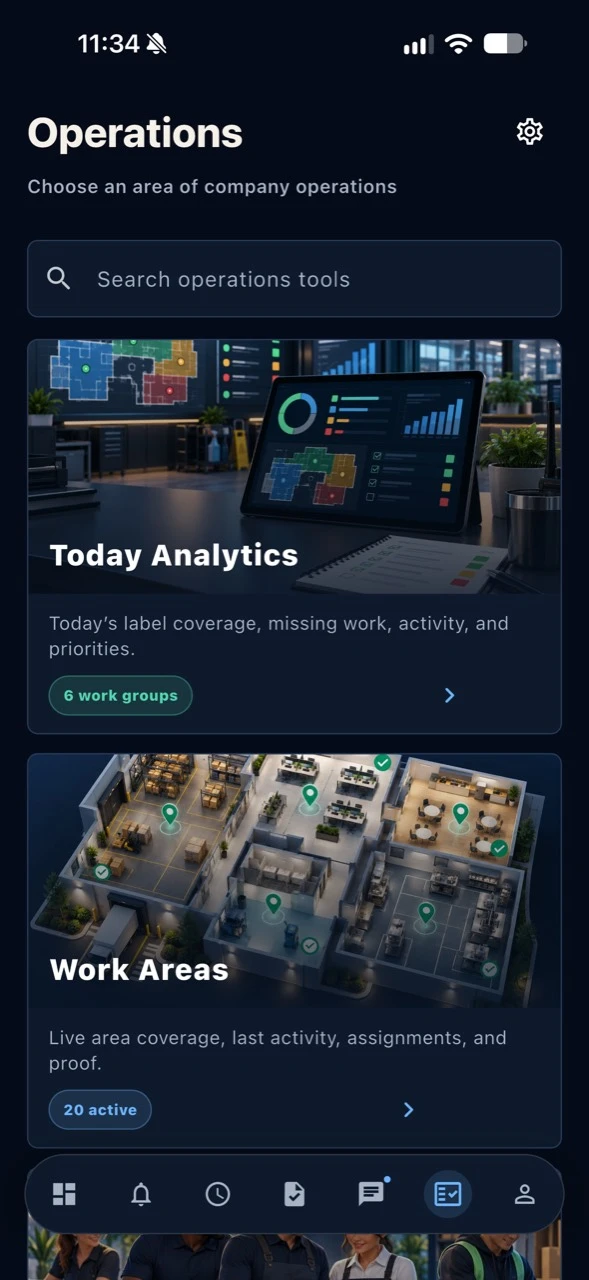 11:34
Operations
Choose an area of company operations
Search operations tools
Today Analytics
Today’s label coverage, missing work, activity, and
priorities.
6 work groups
Work Areas
Live area coverage, last activity, assignments, and
proof.
20 active